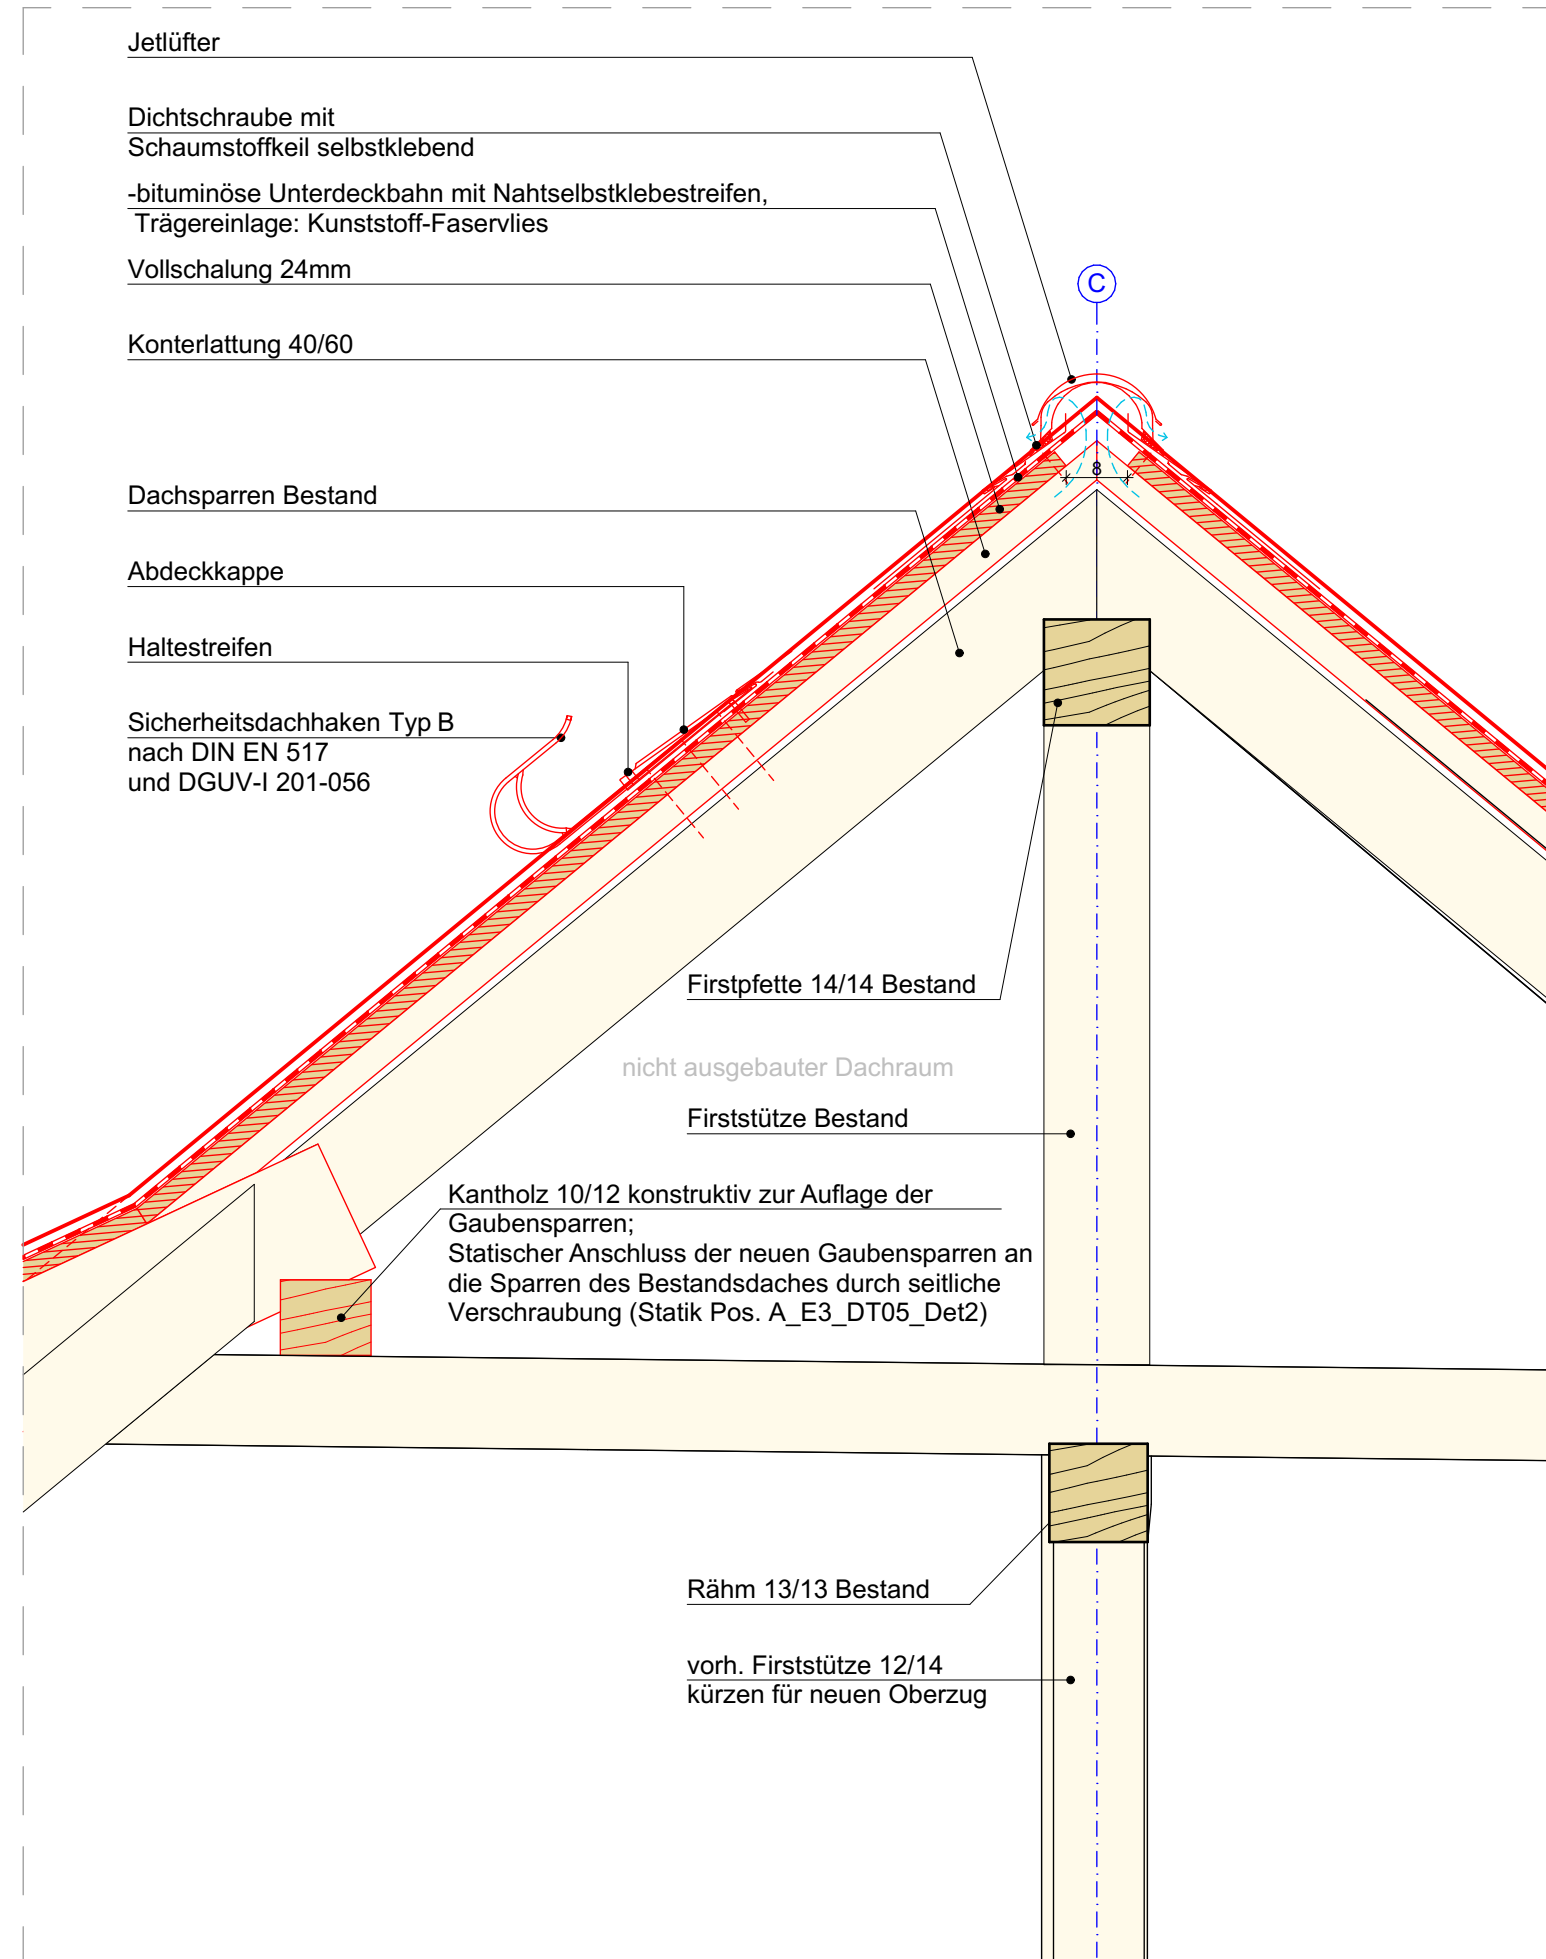 Jetlüfter
Dichtschraube mit
Schaumstoffkeil selbstklebend
-bituminöse Unterdeckbahn mit Nahtselbstklebestreifen,
Trägereinlage: Kunststoff-Faservlies
Vollschalung 24mm
C
Konterlattung 40/60
8
Dachsparren Bestand
Abdeckkappe
Haltestreifen
Sicherheitsdachhaken Typ B
nach DIN EN 517
und DGUV-I 201-056
Firstpfette 14/14 Bestand
nicht ausgebauter Dachraum
Firststütze Bestand
Kantholz 10/12 konstruktiv zur Auflage der
Gaubensparren;
Statischer Anschluss der neuen Gaubensparren an
die Sparren des Bestandsdaches durch seitliche
Verschraubung (Statik Pos. A_E3_DT05_Det2)
Rähm 13/13 Bestand
vorh. Firststütze 12/14
kürzen für neuen Oberzug